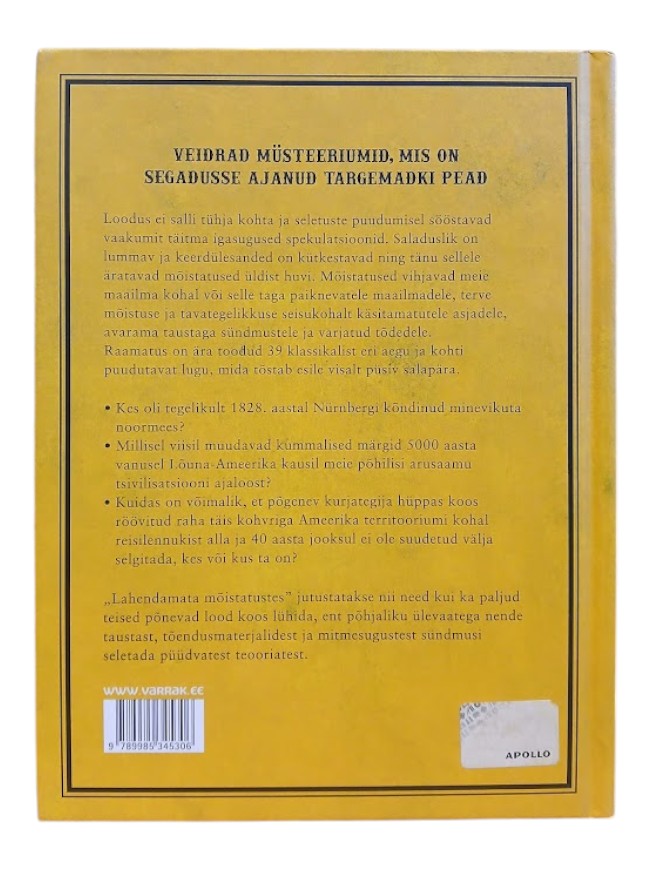 VEIDRAD MÜSTEERIUMID, MIS ON
SEGADUSSE AJANUD TARGEMADKI PEAD
Loodus ei salli tühja kohta ja seletuste puudumisel sööstavad
vaakumit täitma igasugused spekulatsioonid. Saladuslik on
lummav ja keerdülesanded on kütkestavad ning tänu sellele
äratavad mõistatused üldist huvi. Mõistatused vihjavad meie
maailma kohal või selle taga paiknevatele maailmadele, terve
mõistuse ja tavategelikkuse seisukohalt käsitamatutele asjadele,
avarama taustaga sündmustele ja varjatud tõdedele.
Raamatus on ära toodud 39 klassikalist eri aegu ja kohti
puudutavat lugu, mida tõstab esile visalt püsiv salapära.
• Kes oli tegelikult 1828. aastal Nürnbergi kõndinud minevikuta
noormees?
• Millisel viisil muudavad kummalised märgid 5000 aasta
vanusel Lõuna-Ameerika kausil meie põhilisi arusaamu
tsivilisatsiooni ajaloost?
• Kuidas on võimalik, et põgenev kurjategija hüppas koos
röövitud raha täis kohvriga Ameerika territooriumi kohal
reisilennukist alla ja 40 aasta jooksul ei ole suudetud välja
selgitada, kes või kus ta on?
„Lahendamata mõistatustes” jutustatakse nii need kui ka paljud
teised põnevad lood koos lühida, ent põhjaliku ülevaatega nende
taustast, tõendusmaterjalidest ja mitmesugustest sündmusi
seletada püüdvatest teooriatest.
www.varrak.ee
9 789985 345306
APOLLO